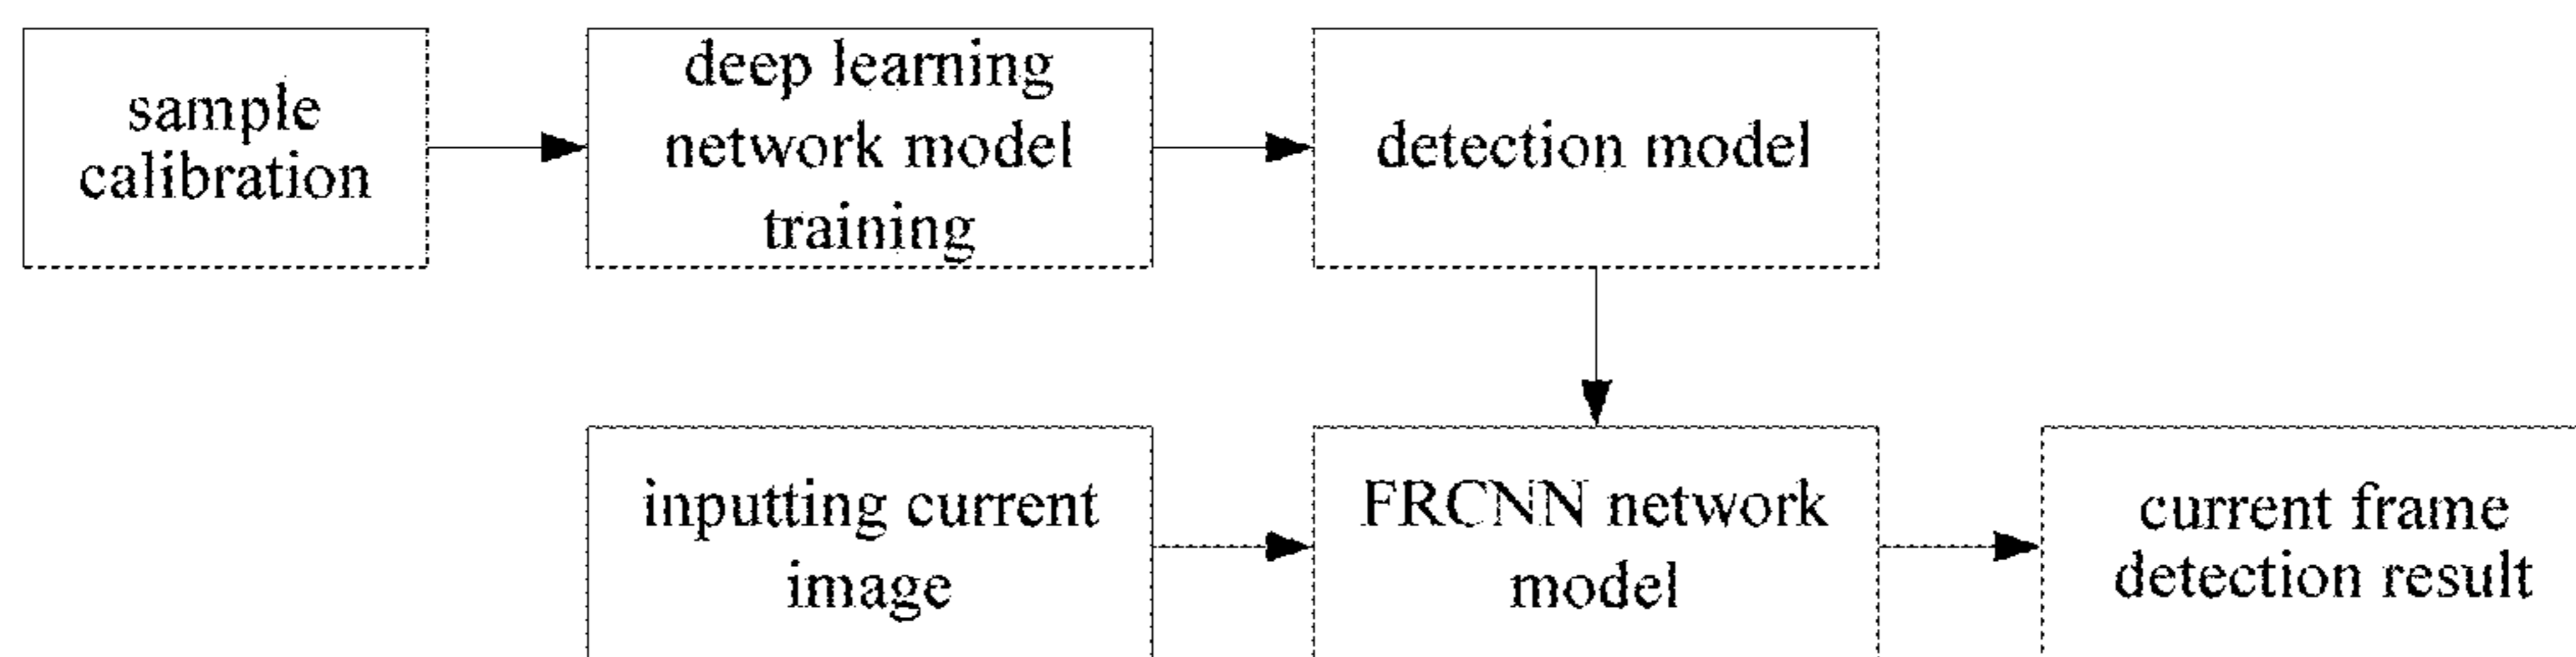 sample
calibration
deep learning
network model
training
detection model
inputting current
image
FRCNN network
model
current frame
detection result